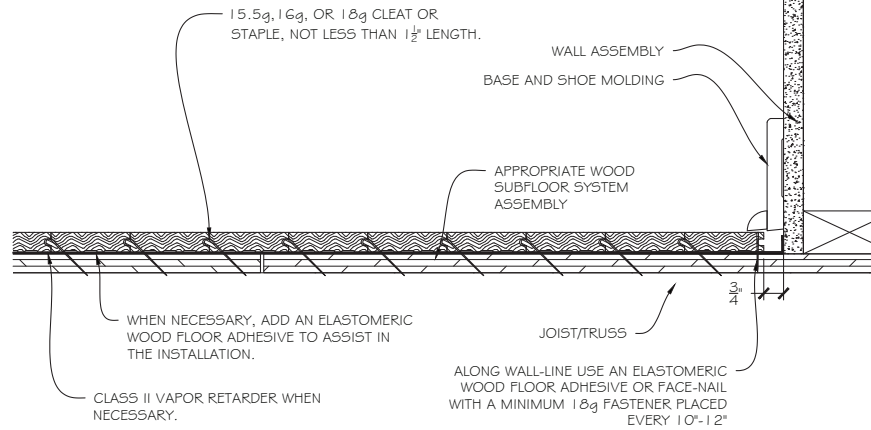 15.5g, 16g, OR 18g CLEAT OR
STAPLE, NOT LESS THAN 1 1/2" LENGTH.
WALL ASSEMBLY
BASE AND SHOE MOLDING
APPROPRIATE WOOD
SUBFLOOR SYSTEM
ASSEMBLY
3/4"
WHEN NECESSARY, ADD AN ELASTOMERIC
WOOD FLOOR ADHESIVE TO ASSIST IN
THE INSTALLATION.
JOIST/TRUSS
CLASS II VAPOR RETARDER WHEN
NECESSARY.
ALONG WALL-LINE USE AN ELASTOMERIC
WOOD FLOOR ADHESIVE OR FACE-NAIL
WITH A MINIMUM 18g FASTENER PLACED
EVERY 10"-12"